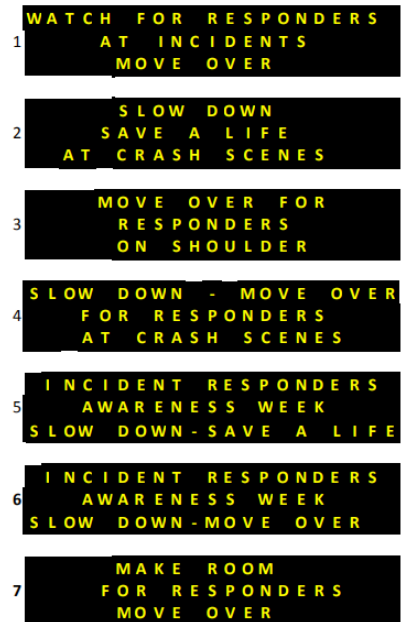 WATCH FOR RESPONDERS
1 AT INCIDENTS
MOVE OVER
SLOW DOWN
2 SAVE A LIFE
AT CRASH SCENES
MOVE OVER FOR
3 RESPONDERS
ON SHOULDER
SLOW DOWN - MOVE OVER
4 FOR RESPONDERS
AT CRASH SCENES
INCIDENT RESPONDERS
5 AWARENESS WEEK
SLOW DOWN-SAVE A LIFE
INCIDENT RESPONDERS
6 AWARENESS WEEK
SLOW DOWN-MOVE OVER
MAKE ROOM
7 FOR RESPONDERS
MOVE OVER